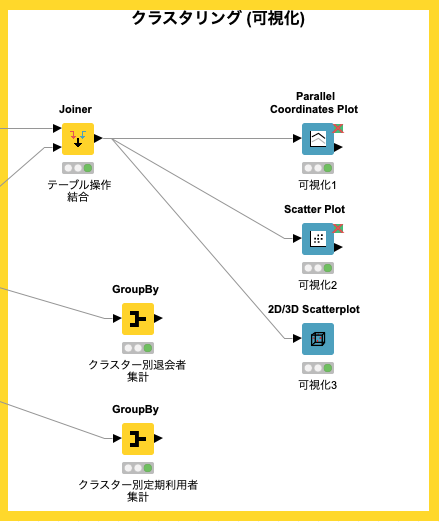 クラスタリング (可視化)
Joiner
テーブル操作
結合
Parallel
Coordinates Plot
可視化1
Scatter Plot
可視化2
2D/3D Scatterplot
可視化3
GroupBy
クラスター別退会者
集計
GroupBy
クラスター別定期利用者
集計